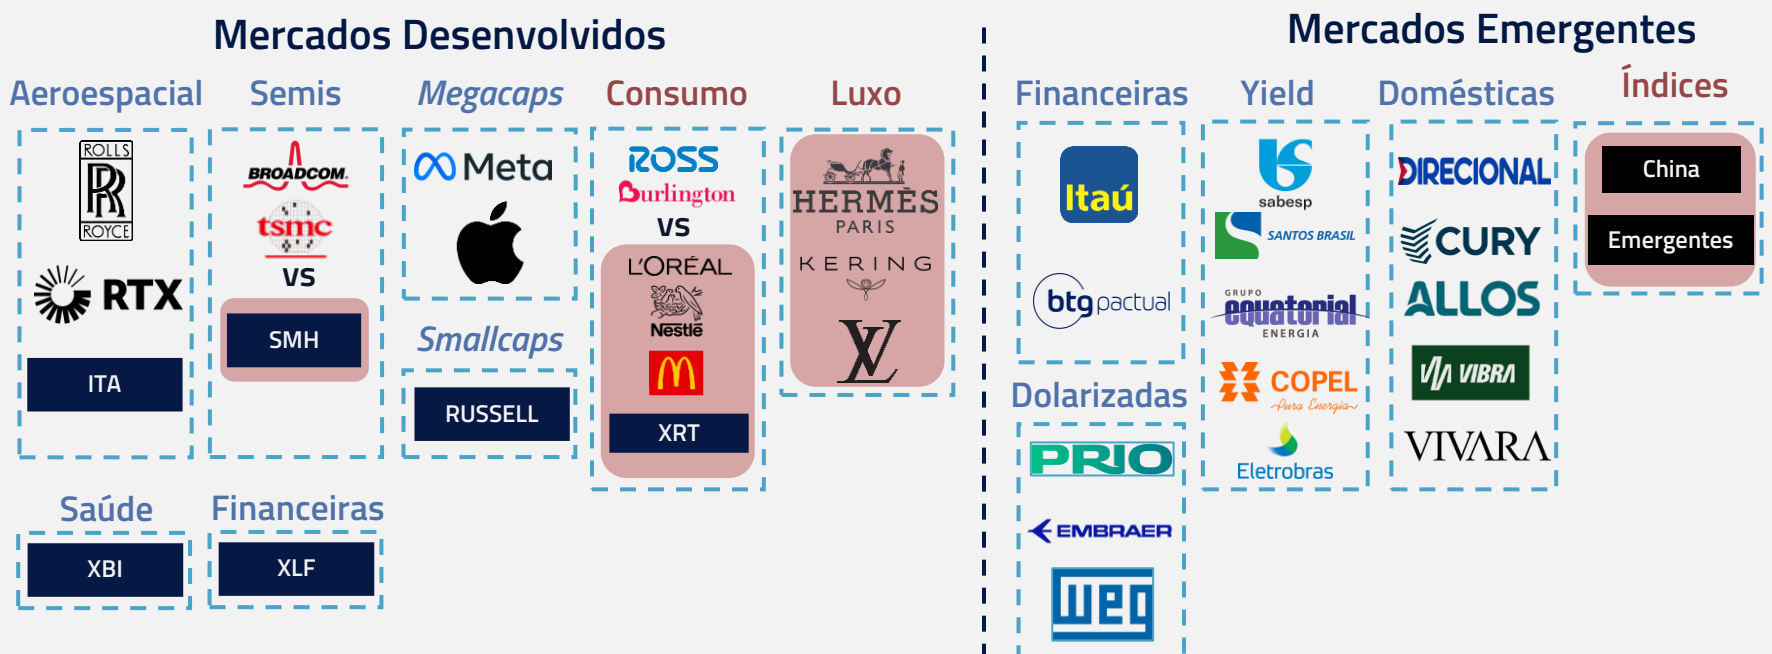 Mercados Desenvolvidos
Aeroespacial
ROLLS
RR
ROYCE
RTX
ITA
Semis
BROADCOM.
tsmc
VS
SMH
Megacaps
Meta
Smallcaps
RUSSELL
Consumo
ROSS
Burlington
VS
L'ORÉAL
Nestlé
M
XRT
Luxo
HERMÈS
PARIS
KERING
LV
Saúde
XBI
Financeiras
XLF
Mercados Emergentes
Financeiras
Itaú
btg pactual
Dolarizadas
PRIO
EMBRAER
WEG
Yield
sabesp
SANTOS BRASIL
GRUPO
equatorial
ENERGIA
COPEL
Pura Energia
Eletrobras
Domésticas
DIRECIONAL
CURY
ALLOS
VIBRA
VIVARA
Índices
China
Emergentes